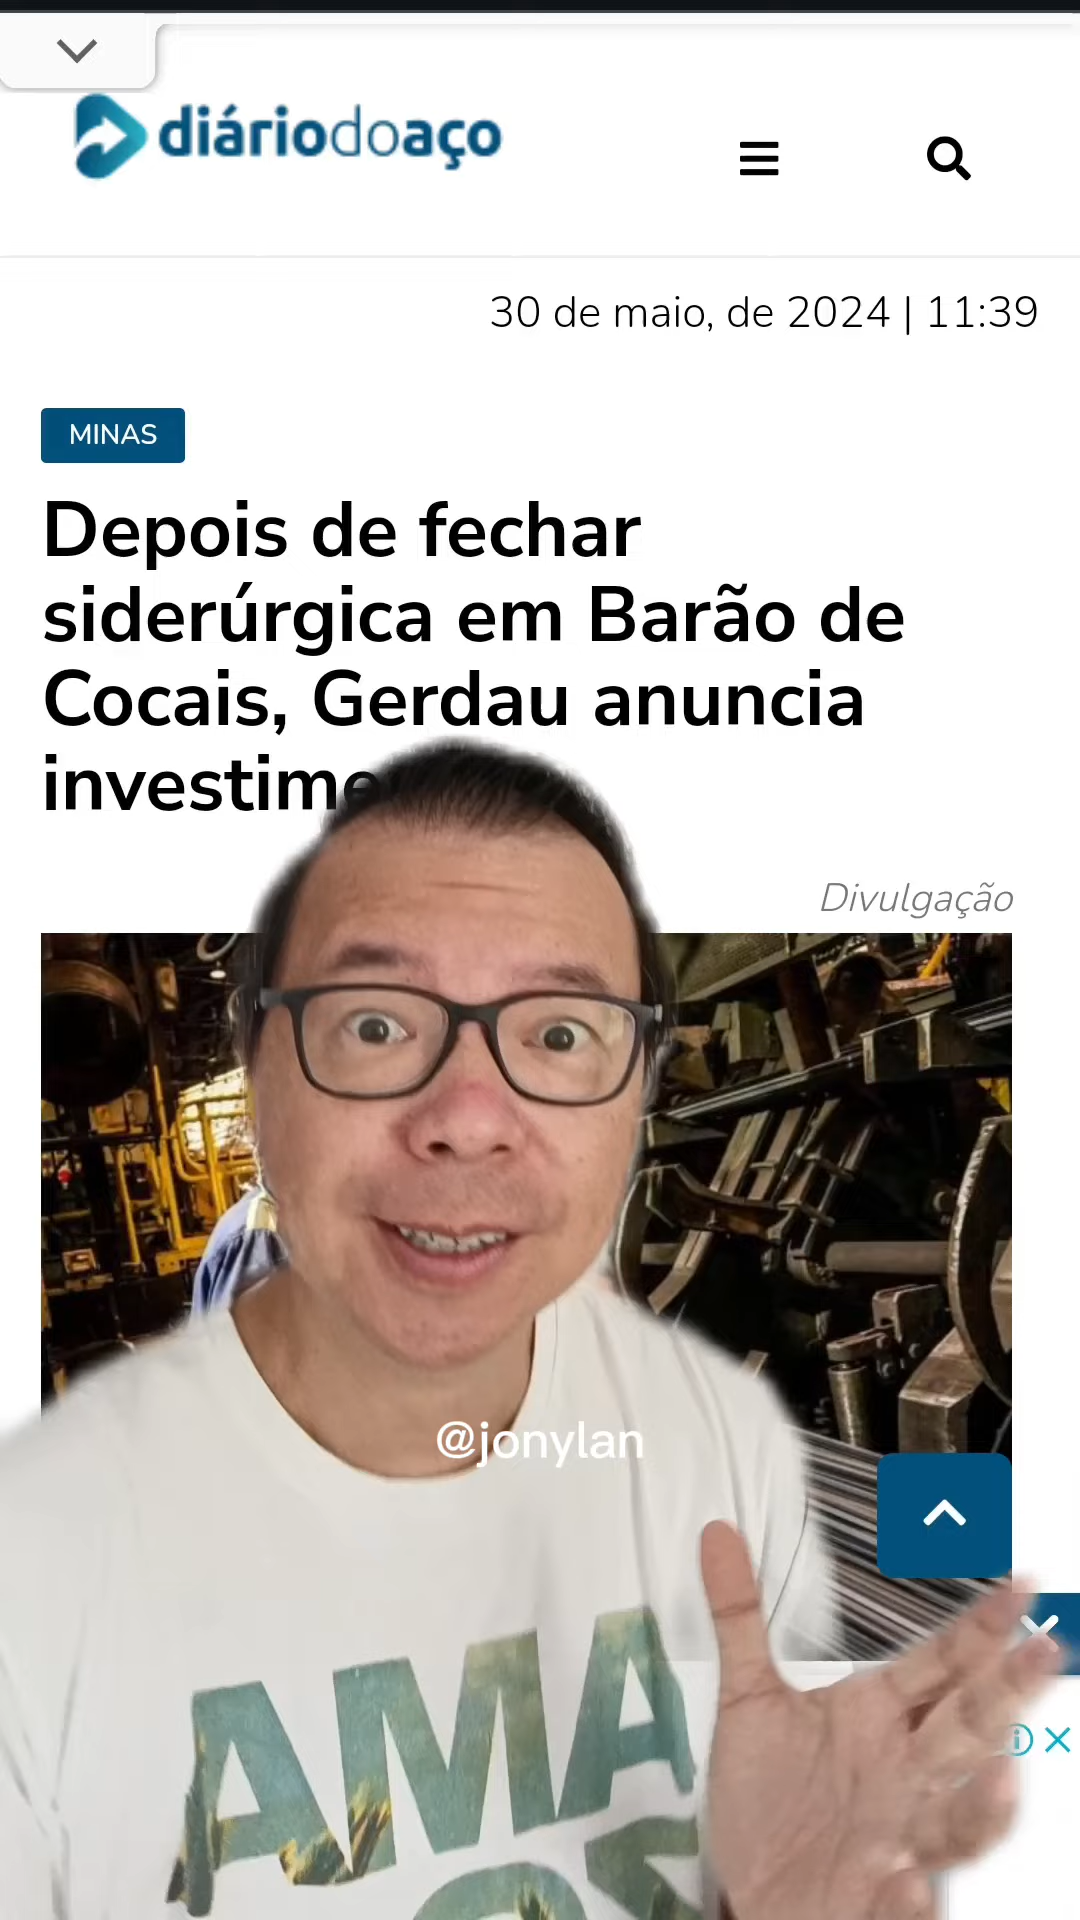 diáriodoaço
30 de maio, de 2024 | 11:39
MINAS
Depois de fechar
siderúrgica em Barão de
Cocais, Gerdau anuncia
Divulgação
@jonylan
AMA